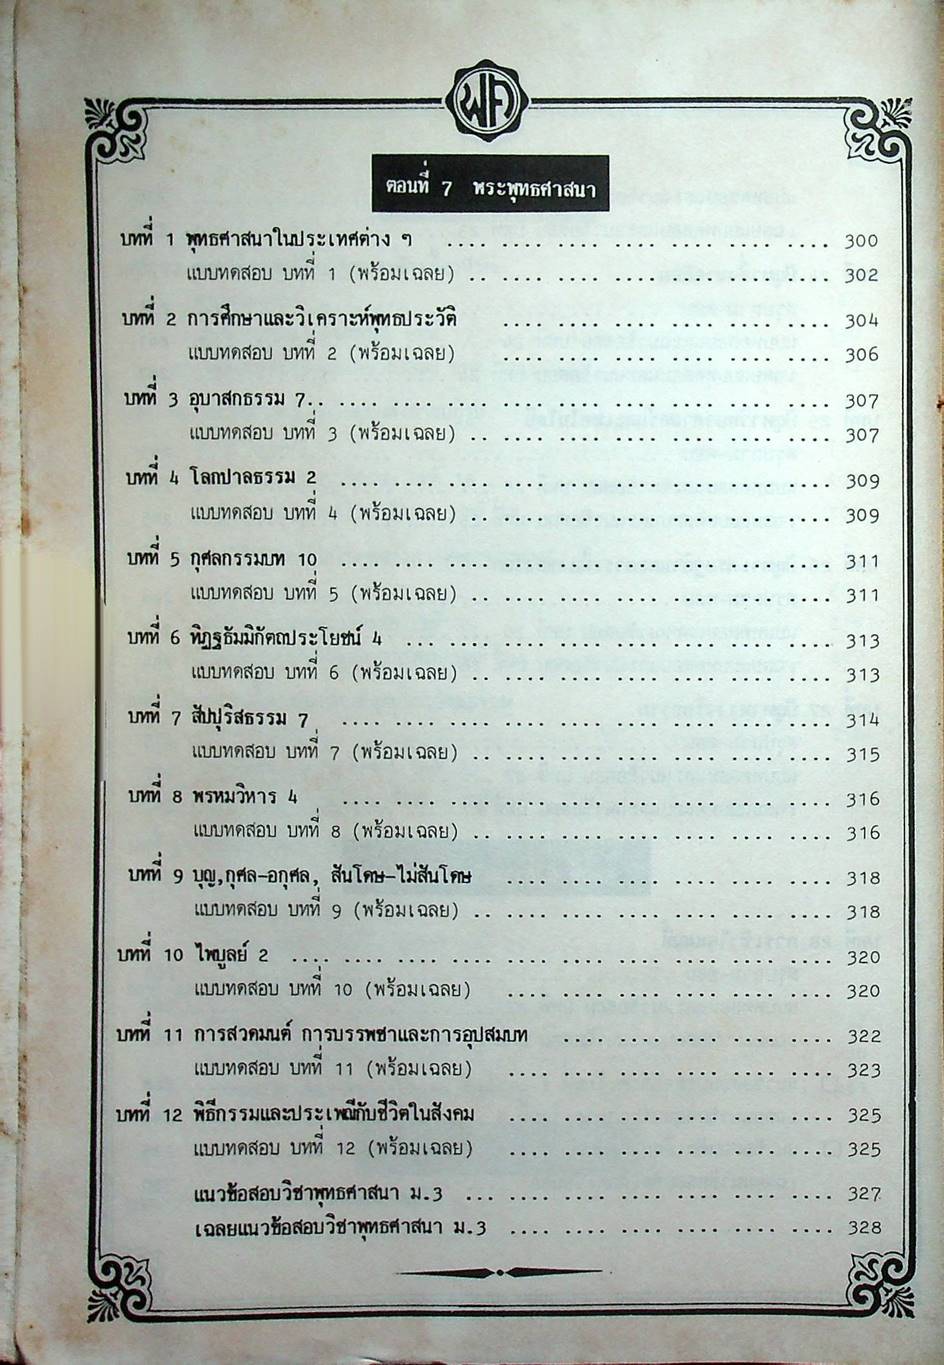 พศ
ตอนที่ 7 พระพุทธศาสนา
บทที่ 1 พุทธศาสนาในประเทศต่าง ๆ .... .... .... .... .... .... .... 300
แบบทดสอบ บทที่ 1 (พร้อมเฉลย) .. .... .... .... .... .... .... 302
บทที่ 2 การศึกษาและวิเคราะห์พุทธประวัติ .... .... .... .... .... .... 304
แบบทดสอบ บทที่ 2 (พร้อมเฉลย) .... .... .... .... .... .... 306
บทที่ 3 อุบาสกธรรม 7.. .... .... .... .... .... .... .... .... .... 307
แบบทดสอบ บทที่ 3 (พร้อมเฉลย) .. .... .... .... .... .... .... 307
บทที่ 4 โลกปาลธรรม 2 .... .... .... .... .... .... .... .... .... 309
แบบทดสอบ บทที่ 4 (พร้อมเฉลย) .. .... .... .... .... .... .... 309
บทที่ 5 กุศลกรรมบท 10 .... .... .... .... .... .... .... .... .... 311
แบบทดสอบ บทที่ 5 (พร้อมเฉลย) .. .... .... .... .... .... .... 311
บทที่ 6 ทิฏฐธัมมิกัตถประโยชน์ 4 ... .... .... .... .... .... .... .... 313
แบบทดสอบ บทที่ 6 (พร้อมเฉลย) .. .... .... .... .... .... .... 313
บทที่ 7 สัปปุริสธรรม 7 .... .... .... .... .... .... .... .... .... 314
แบบทดสอบ บทที่ 7 (พร้อมเฉลย) .. .... .... .... .... .... .... 315
บทที่ 8 พรหมวิหาร 4 .... .... .... .... .... .... .... .... .... 316
แบบทดสอบ บทที่ 8 (พร้อมเฉลย) .. .... .... .... .... .... .... 316
บทที่ 9 บุญ,กุศล-อกุศล, สันโดษ-ไม่สันโดษ .... .... .... .... .... .... 318
แบบทดสอบ บทที่ 9 (พร้อมเฉลย) .. .... .... .... .... .... .... 318
บทที่ 10 ไพบูลย์ 2 .... .... .... .... .... .... .... .... .... .... 320
แบบทดสอบ บทที่ 10 (พร้อมเฉลย) .... .... .... .... .... .... 320
บทที่ 11 การสวดมนต์ การบรรพชาและการอุปสมบท .... .... .... .... .... 322
แบบทดสอบ บทที่ 11 (พร้อมเฉลย) .... .... .... .... .... .... 323
บทที่ 12 พิธีกรรมและประเพณีกับชีวิตในสังคม .... .... .... .... .... .... 325
แบบทดสอบ บทที่ 12 (พร้อมเฉลย) .... .... .... .... .... .... 325
แนวข้อสอบวิชาพุทธศาสนา ม.3 ... .... .... .... .... .... .... 327
เฉลยแนวข้อสอบวิชาพุทธศาสนา ม.3 .... .... .... .... .... .... 328